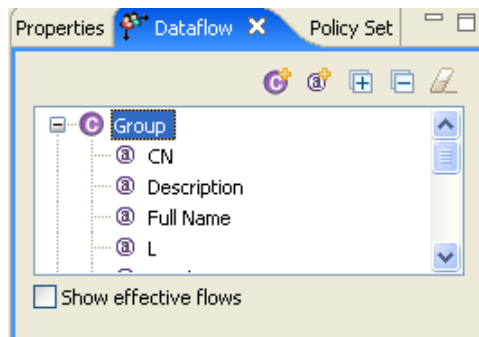 Properties Dataflow Policy Set
Group
CN
Description
Full Name
L
Show effective flows